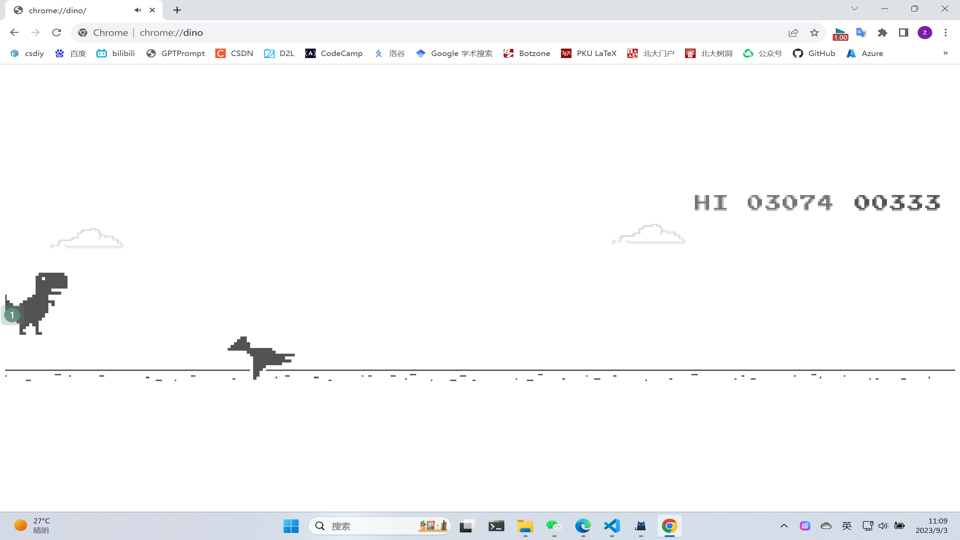 chrome://dino/
Chrome | chrome://dino
1.00
z
csdiy 百度 bilibili GPTPrompt CSDN D2L CodeCamp 洛谷 Google 学术搜索 Botzone PKU LaTeX 北大门户 北大树洞 公众号 GitHub Azure »
HI 03074 00333
1
27°C
晴朗
搜索
英
11:09
2023/9/3